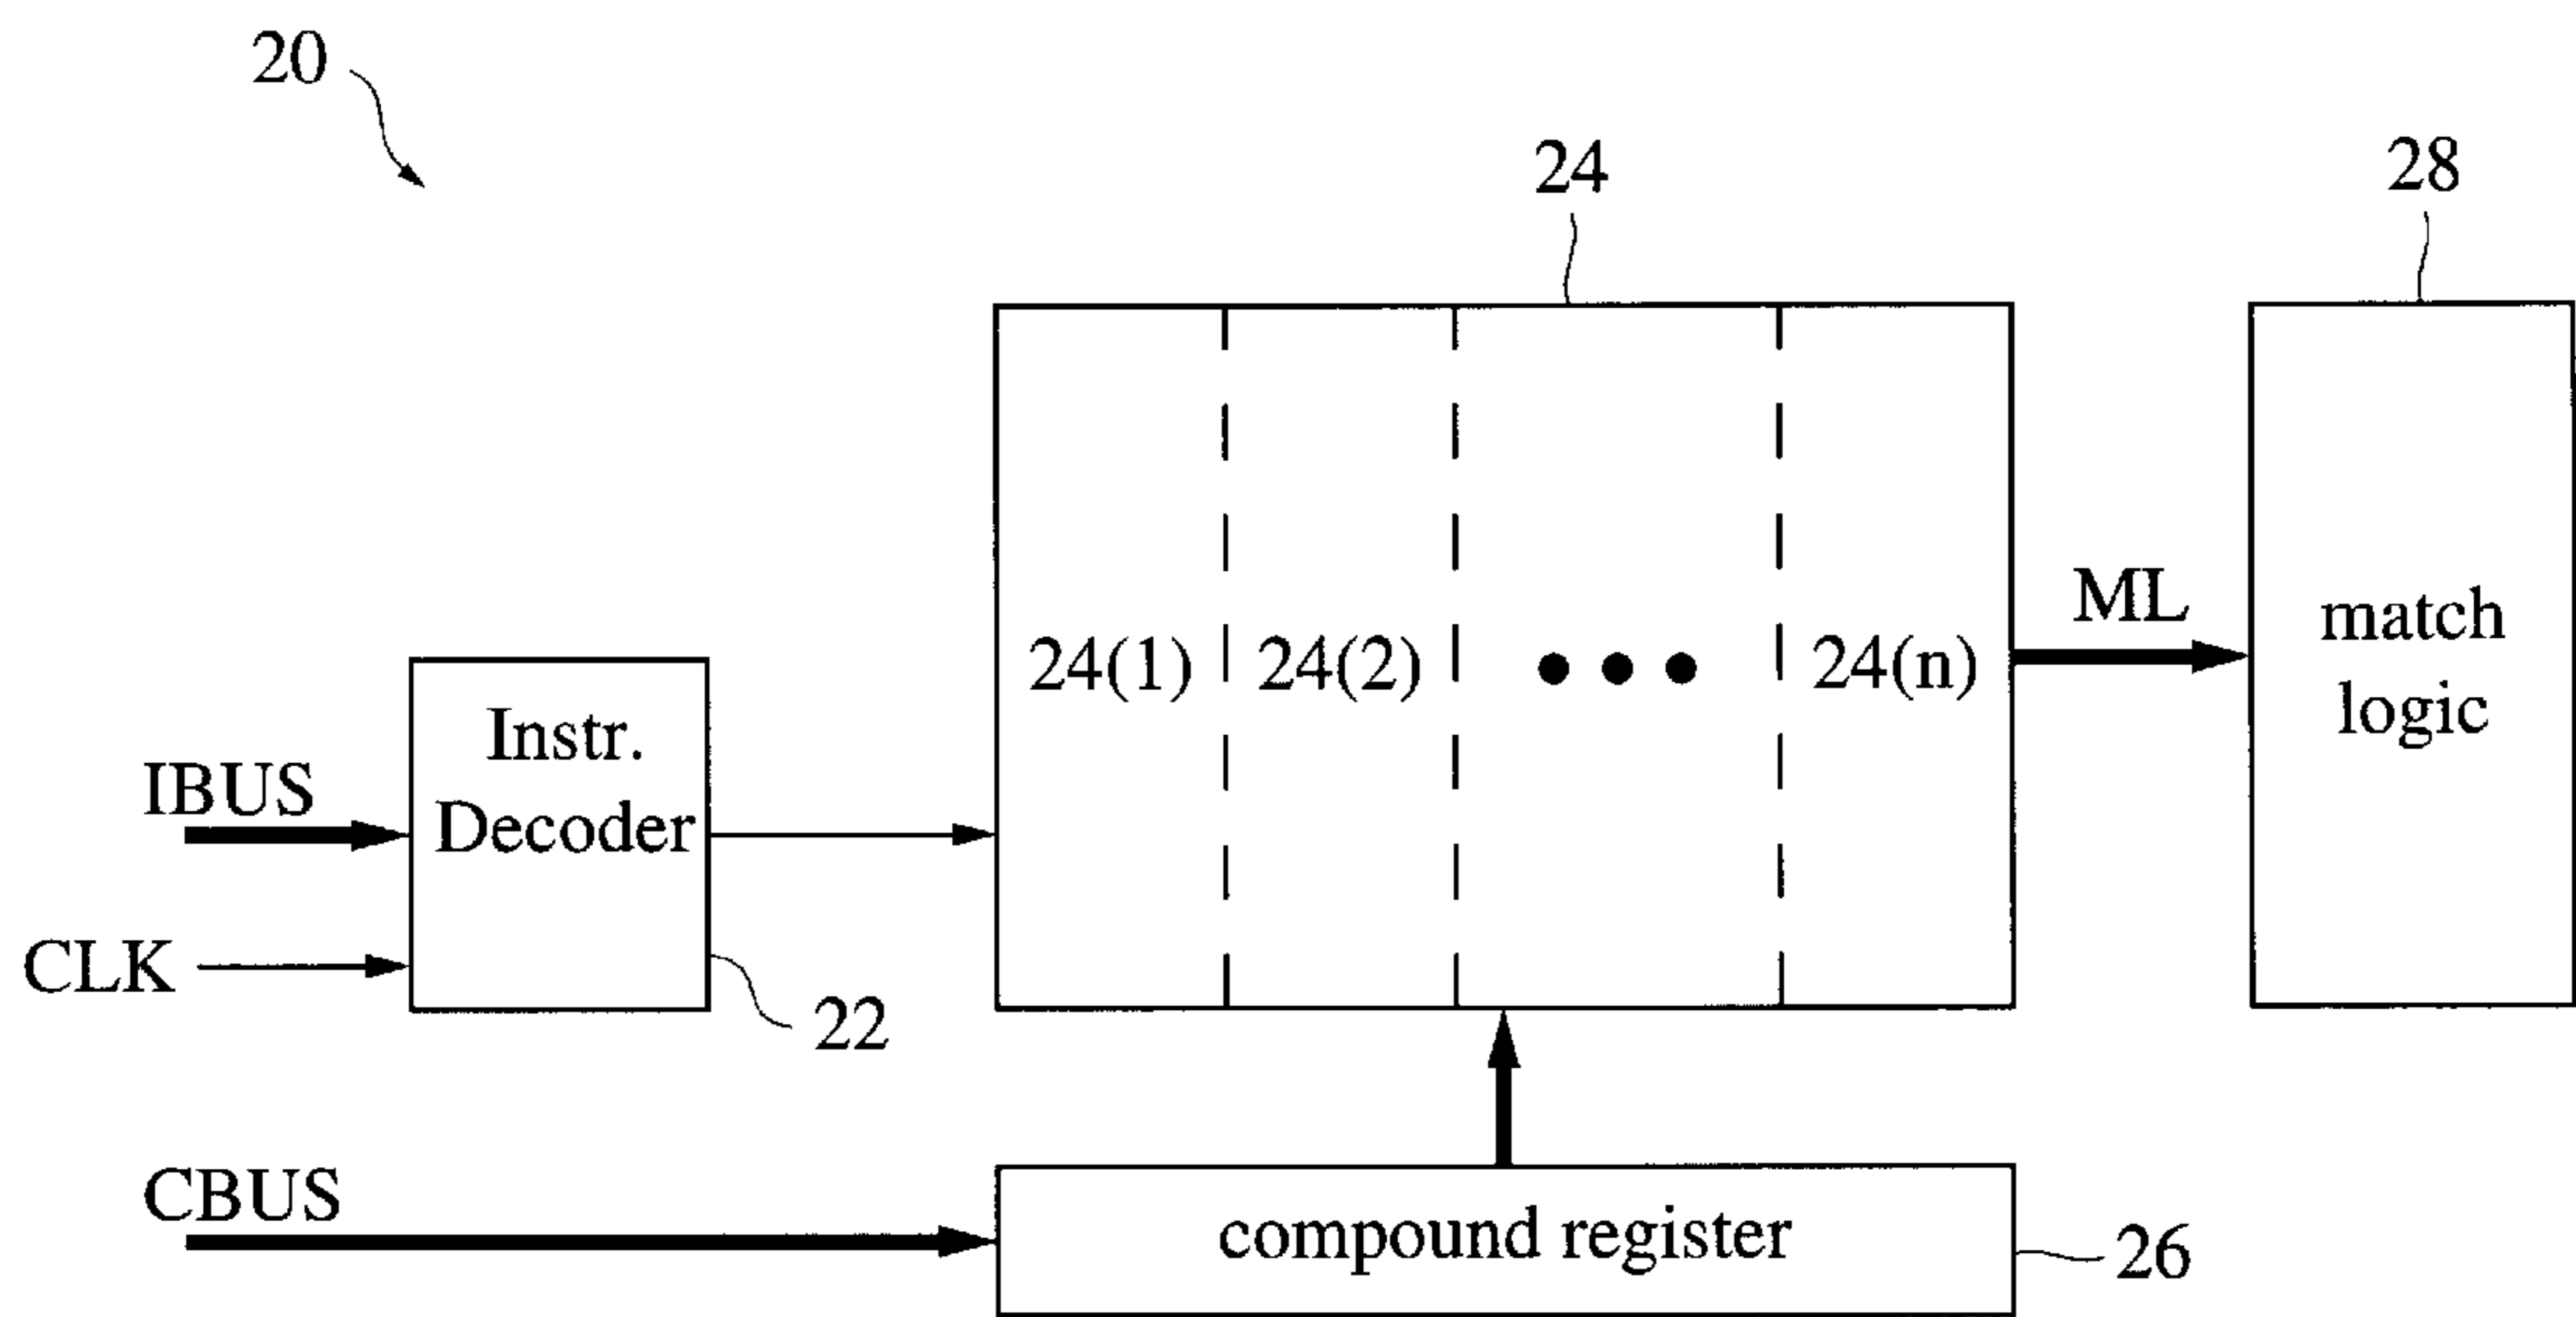 20
24
28
ML
match
logic
24(1)
24(2)
24(n)
Instr.
Decoder
IBUS
CLK
22
CBUS
compound register
26